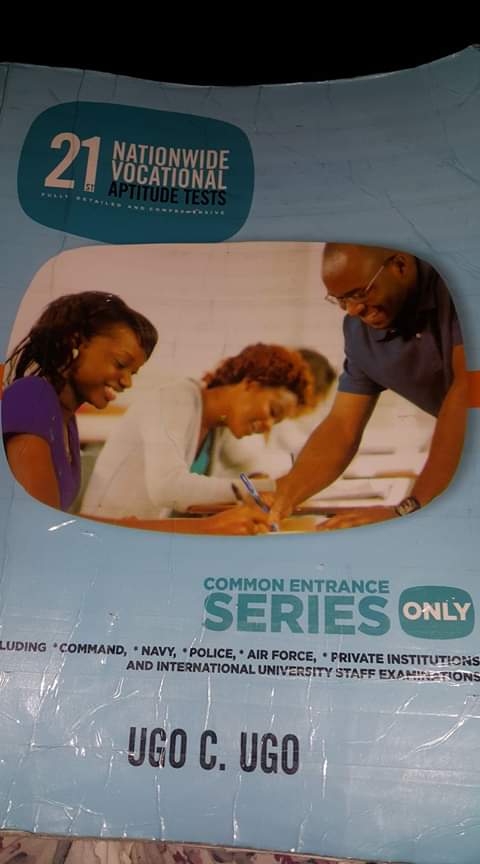 21ST NATIONWIDE
VOCATIONAL
APTITUDE TESTS
FULLY DETAILED AND COMPREHENSIVE
COMMON ENTRANCE
SERIES ONLY
LUDING *COMMAND, *NAVY, *POLICE, *AIR FORCE, *PRIVATE INSTITUTIONS
AND INTERNATIONAL UNIVERSITY STAFF EXAMINATIONS
UGO C. UGO